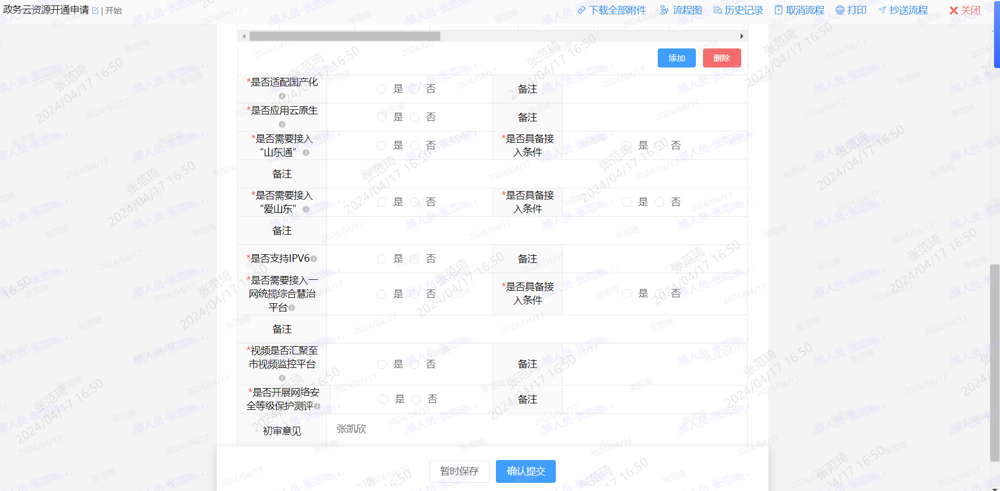 政务云资源开通申请 | 开始
下载全部附件 流程图 历史记录 取消流程 打印 抄送流程 关闭
添加 删除
*是否适配国产化 是 否 备注
*是否应用云原生 是 否 备注
*是否需要接入 是 否 *是否具备接 是 否
“山东通” 入条件
备注
*是否需要接入 是 否 *是否具备接 是 否
“爱山东” 入条件
备注
*是否支持IPV6 是 否 备注
*是否需要接入一
网统揽综合慧治 是 否 *是否具备接 是 否
平台 入条件
备注
*视频是否汇聚至
市视频监控平台 是 否 备注
*是否开展网络安 是 否 备注
全等级保护测评
初审意见 张凯欣
暂时保存 确认提交
张范琦
2024/04/17 16:50